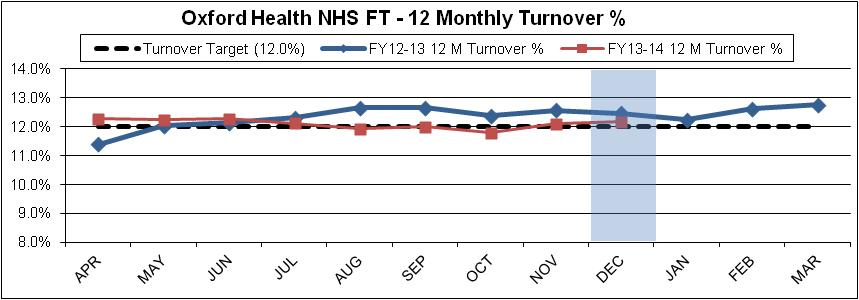 Oxford Health NHS FT - 12 Monthly Turnover %
Turnover Target (12.0%) FY12-13 12 M Turnover % FY13-14 12 M Turnover %
14.0%
13.0%
12.0%
11.0%
10.0%
9.0%
8.0%
APR MAY JUN JUL AUG SEP OCT NOV DEC JAN FEB MAR